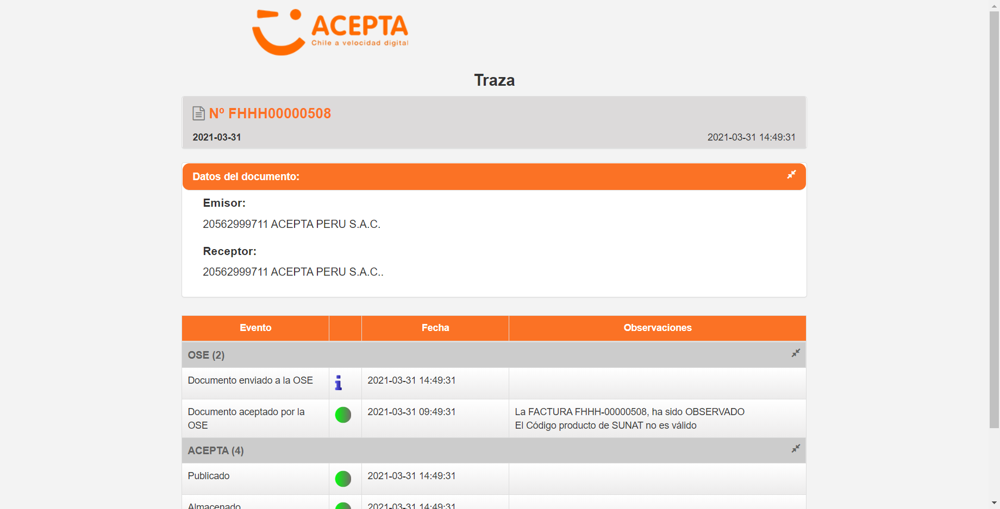 ACEPTA
Chile a velocidad digital
Traza
Nº FHHH00000508
2021-03-31
2021-03-31 14:49:31
Datos del documento:
Emisor:
20562999711 ACEPTA PERU S.A.C.
Receptor:
20562999711 ACEPTA PERU S.A.C..
Evento Fecha Observaciones
OSE (2)
Documento enviado a la OSE 2021-03-31 14:49:31
Documento aceptado por la OSE 2021-03-31 09:49:31 La FACTURA FHHH-00000508, ha sido OBSERVADO
El Código producto de SUNAT no es válido
ACEPTA (4)
Publicado 2021-03-31 14:49:31
Almacenado 2021-03-31 14:49:31